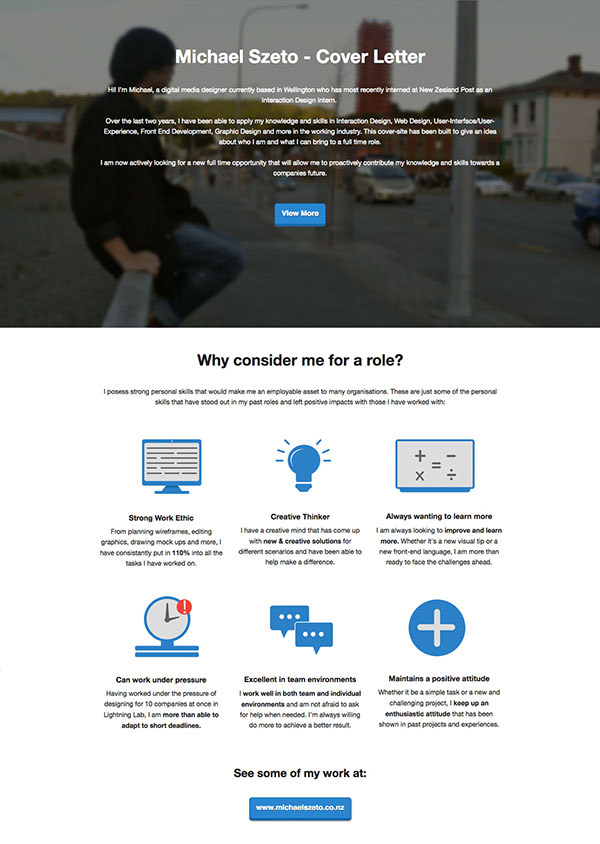 Michael Szeto - Cover Letter
Hi! I'm Michael, a digital media designer currently based in Wellington who has most recently interned at New Zealand Post as an
Interaction Design Intern.
Over the last two years, I have been able to apply my knowledge and skills in Interaction Design, Web Design, User-Interface/User-
Experience, Front End Development, Graphic Design and more in the working industry. This cover-site has been built to give an idea
about who I am and what I can bring to a full time role.
I am now actively looking for a new full time opportunity that will allow me to proactively contribute my knowledge and skills towards a
companies future.
View More
Why consider me for a role?
I posess strong personal skills that would make me an employable asset to many organisations. These are just some of the personal
skills that have stood out in my past roles and left positive impacts with those I have worked with:
Strong Work Ethic
From planning wireframes, editing
graphics, drawing mock ups and more, I
have consistantly put in 110% into all the
tasks I have worked on.
Creative Thinker
I have a creative mind that has come up
with new & creative solutions for
different scenarios and have been able to
help make a difference.
+ = - x ÷
Always wanting to learn more
I am always looking to improve and learn
more. Whether it's a new visual tip or a
new front-end language, I am more than
ready to face the challenges ahead.
!
Can work under pressure
Having worked under the pressure of
designing for 10 companies at once in
Lightning Lab, I am more than able to
adapt to short deadlines.
Excellent in team environments
I work well in both team and individual
environments and am not afraid to ask
for help when needed. I'm always willing
do more to achieve a better result.
Maintains a positive attitude
Whether it be a simple task or a new and
challenging project, I keep up an
enthusiastic attitude that has been
shown in past projects and experiences.
See some of my work at:
www.michaelszeto.co.nz